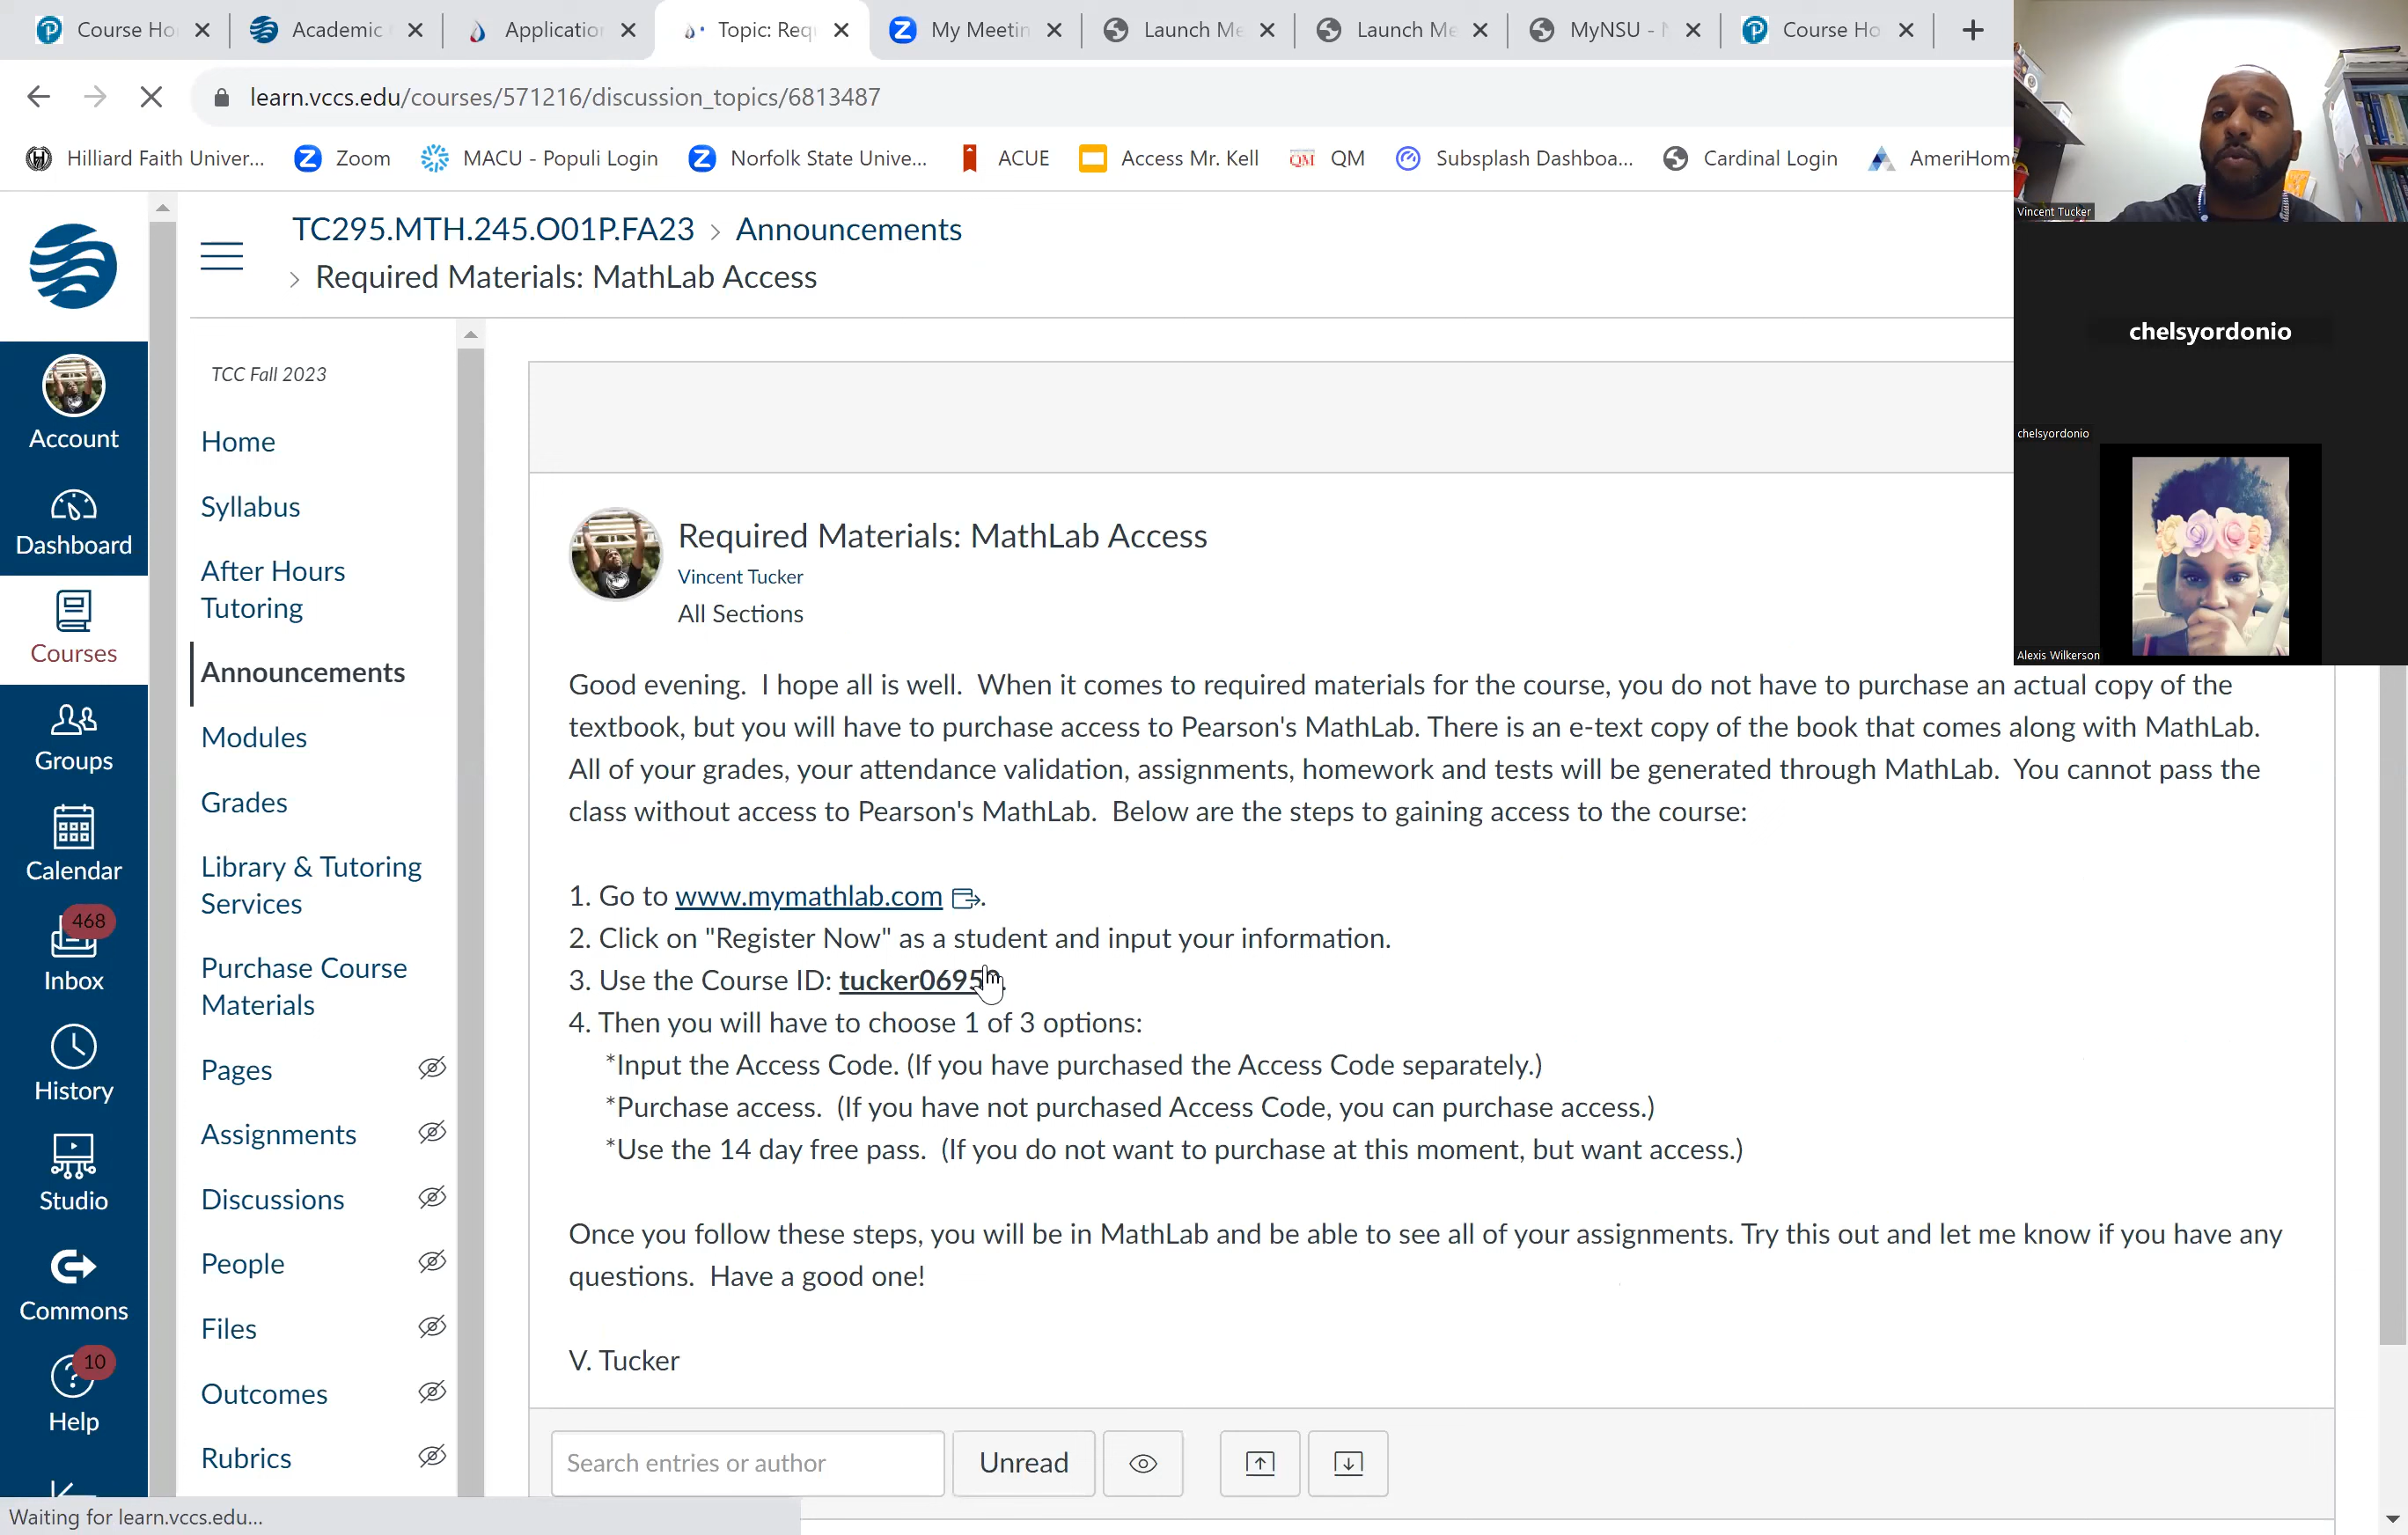 Course Ho
Academic
Application
Topic: Requ
My Meetin
Launch Me
Launch Me
MyNSU - N
Course Ho
learn.vccs.edu/courses/571216/discussion_topics/6813487
Hilliard Faith Univer...
Zoom
MACU - Populi Login
Norfolk State Unive...
ACUE
Access Mr. Kell
QM QM
Subsplash Dashboa...
Cardinal Login
AmeriHome
Vincent Tucker
chelsyordonio
chelsyordonio
Alexis Wilkerson
TC295.MTH.245.O01P.FA23 > Announcements
> Required Materials: MathLab Access
Account
Dashboard
Courses
Groups
Calendar
468
Inbox
History
Studio
Commons
10
Help
TCC Fall 2023
Home
Syllabus
After Hours
Tutoring
Announcements
Modules
Grades
Library & Tutoring
Services
Purchase Course
Materials
Pages
Assignments
Discussions
People
Files
Outcomes
Rubrics
Required Materials: MathLab Access
Vincent Tucker
All Sections
Good evening. I hope all is well. When it comes to required materials for the course, you do not have to purchase an actual copy of the
textbook, but you will have to purchase access to Pearson's MathLab. There is an e-text copy of the book that comes along with MathLab.
All of your grades, your attendance validation, assignments, homework and tests will be generated through MathLab. You cannot pass the
class without access to Pearson's MathLab. Below are the steps to gaining access to the course:
1. Go to www.mymathlab.com.
2. Click on "Register Now" as a student and input your information.
3. Use the Course ID:
4. Then you will have to choose 1 of 3 options:
*Input the Access Code. (If you have purchased the Access Code separately.)
*Purchase access. (If you have not purchased Access Code, you can purchase access.)
*Use the 14 day free pass. (If you do not want to purchase at this moment, but want access.)
Once you follow these steps, you will be in MathLab and be able to see all of your assignments. Try this out and let me know if you have any
questions. Have a good one!
V. Tucker
Search entries or author
Unread
Waiting for learn.vccs.edu...